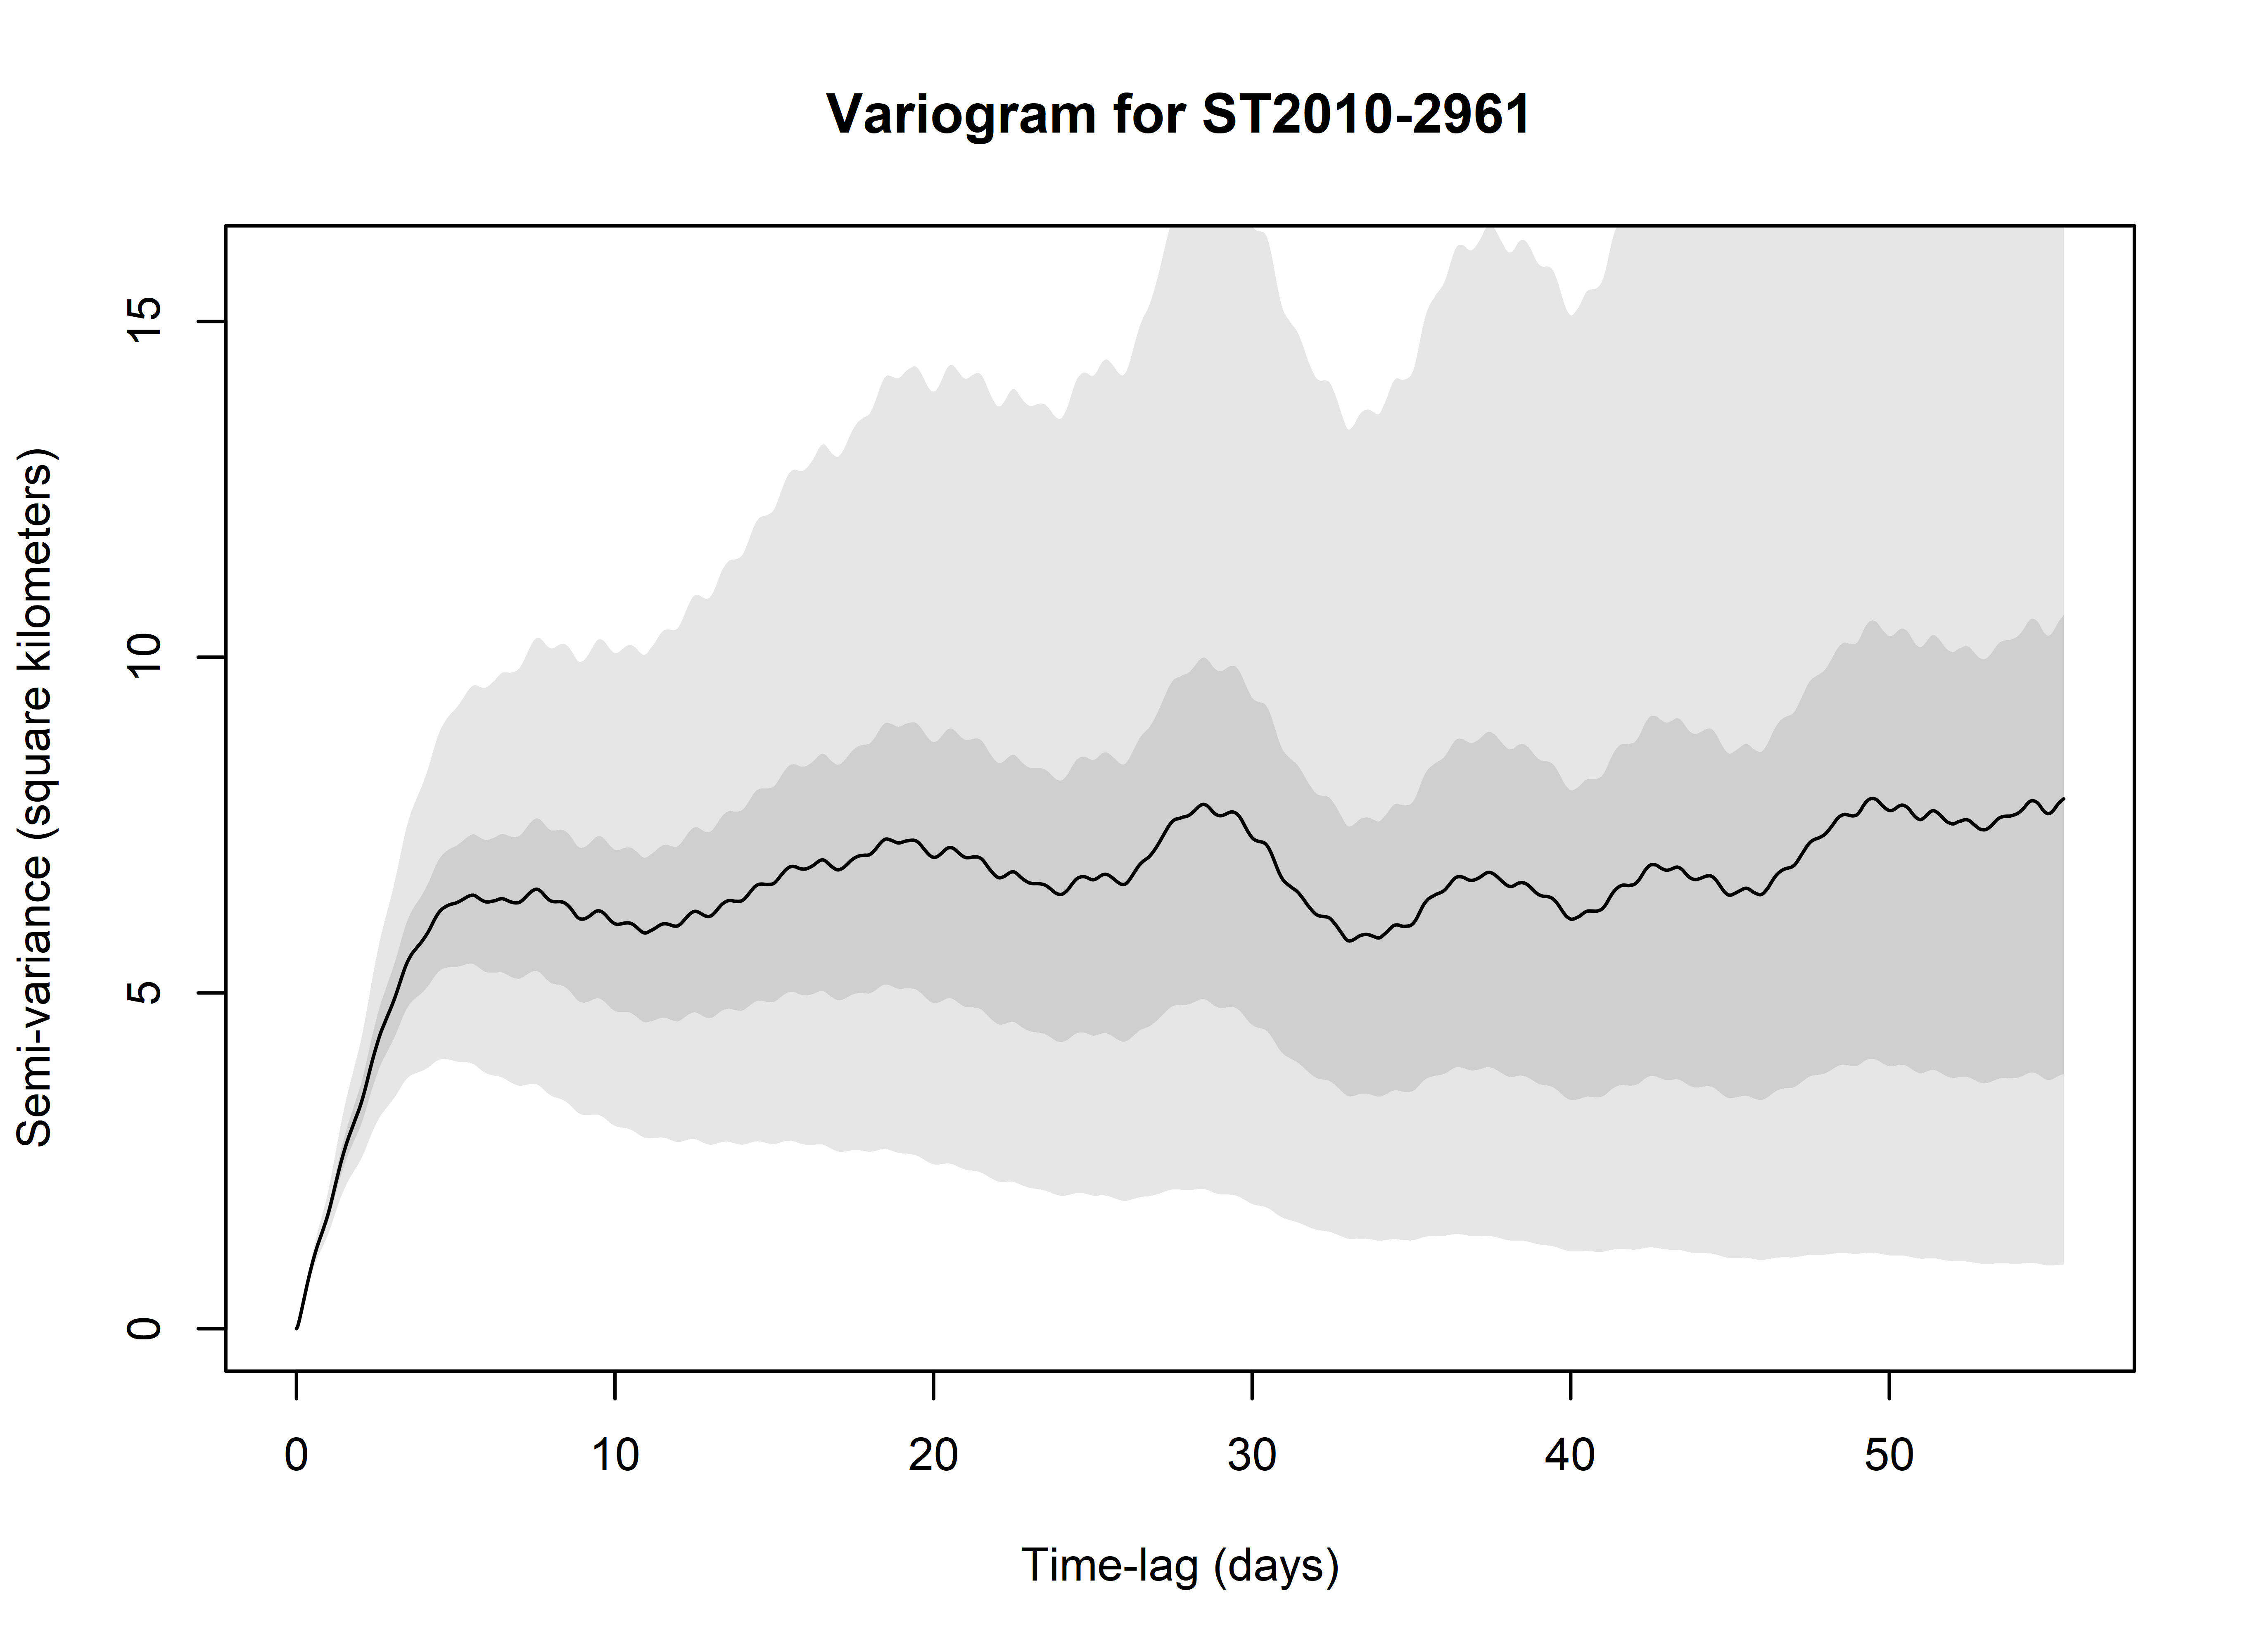 Variogram for ST2010-2961
Semi-variance (square kilometers)
15
10
5
0
0 10 20 30 40 50
Time-lag (days)